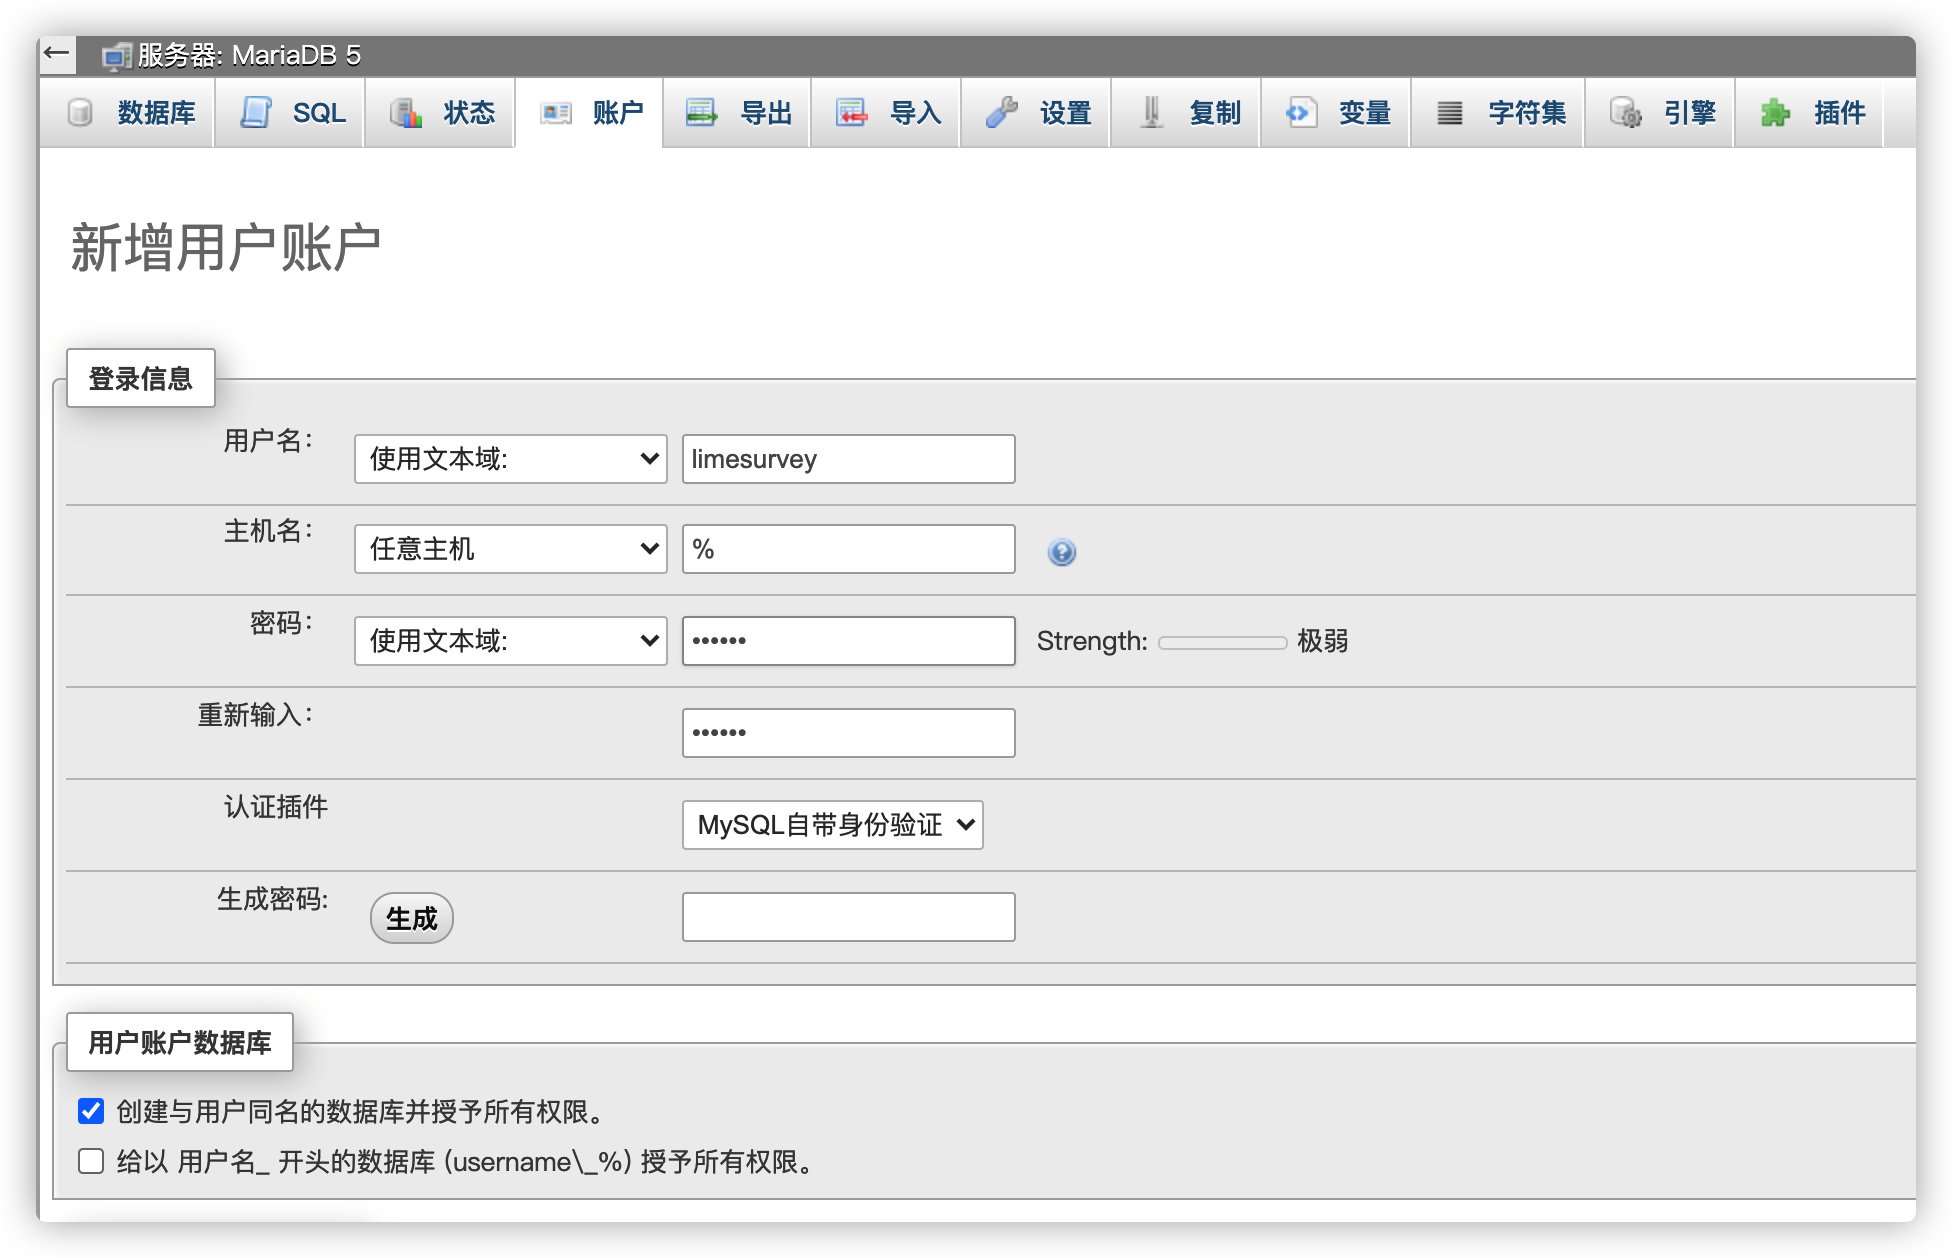 服务器: MariaDB 5
数据库 SQL 状态 账户 导出 导入 设置 复制 变量 字符集 引擎 插件
新增用户账户
登录信息
用户名: 使用文本域: limesurvey
主机名: 任意主机 %
密码: 使用文本域: •••••• Strength: 极弱
重新输入: ••••••
认证插件 MySQL自带身份验证
生成密码: 生成
用户账户数据库
创建与用户同名的数据库并授予所有权限。
给以 用户名_ 开头的数据库 (username\_%) 授予所有权限。